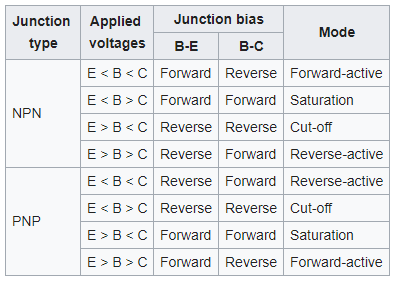 Junction type Applied voltages Junction bias Mode
B-E B-C
NPN E < B < C Forward Reverse Forward-active
E < B > C Forward Forward Saturation
E > B < C Reverse Reverse Cut-off
E > B > C Reverse Forward Reverse-active
PNP E < B < C Reverse Forward Reverse-active
E < B > C Reverse Reverse Cut-off
E > B < C Forward Forward Saturation
E > B > C Forward Reverse Forward-active